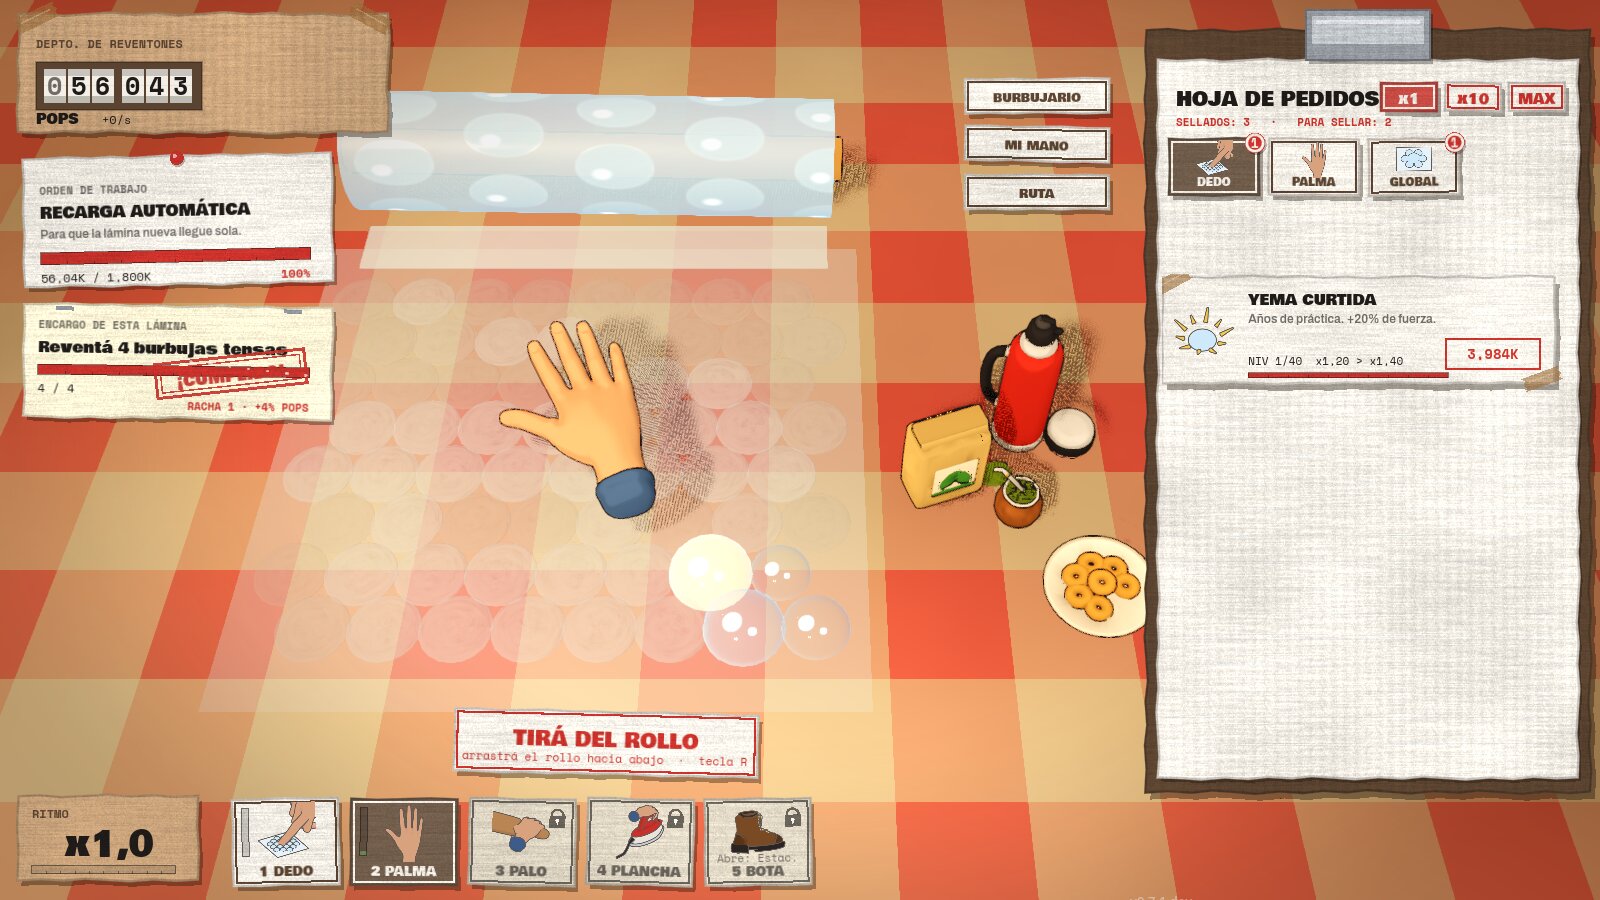 DEPTO. DE REVENTONES
056 043
POPS +0/s
ORDEN DE TRABAJO
RECARGA AUTOMÁTICA
Para que la lámina nueva llegue sola.
56,04K / 1,800K 100%
ENCARGO DE ESTA LÁMINA
Reventá 4 burbujas tensas
4 / 4
RACHA 1 · +4% POPS
BURBUJARIO
MI MANO
RUTA
HOJA DE PEDIDOS x1 x10 MAX
SELLADOS: 3 · PARA SELLAR: 2
1 1
DEDO PALMA GLOBAL
YEMA CURTIDA
Años de práctica. +20% de fuerza.
NIV 1/40 x1,20 > x1,40
3,984K
TIRÁ DEL ROLLO
arrastrá el rollo hacia abajo · tecla R
RITMO
x1,0
1 DEDO
2 PALMA
3 PALO
4 PLANCHA
Abre: Estac.
5 BOTA